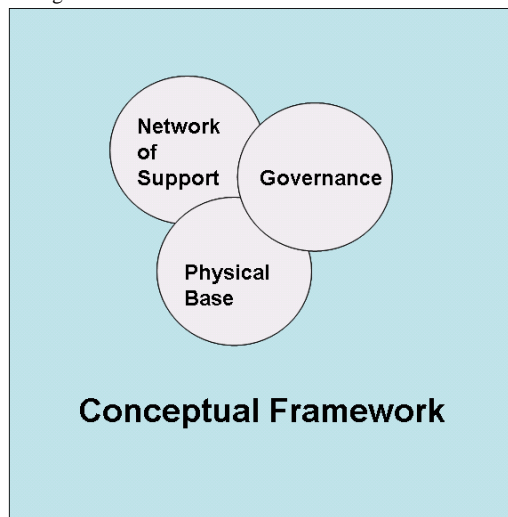 Network
of
Support
Governance
Physical
Base
Conceptual Framework